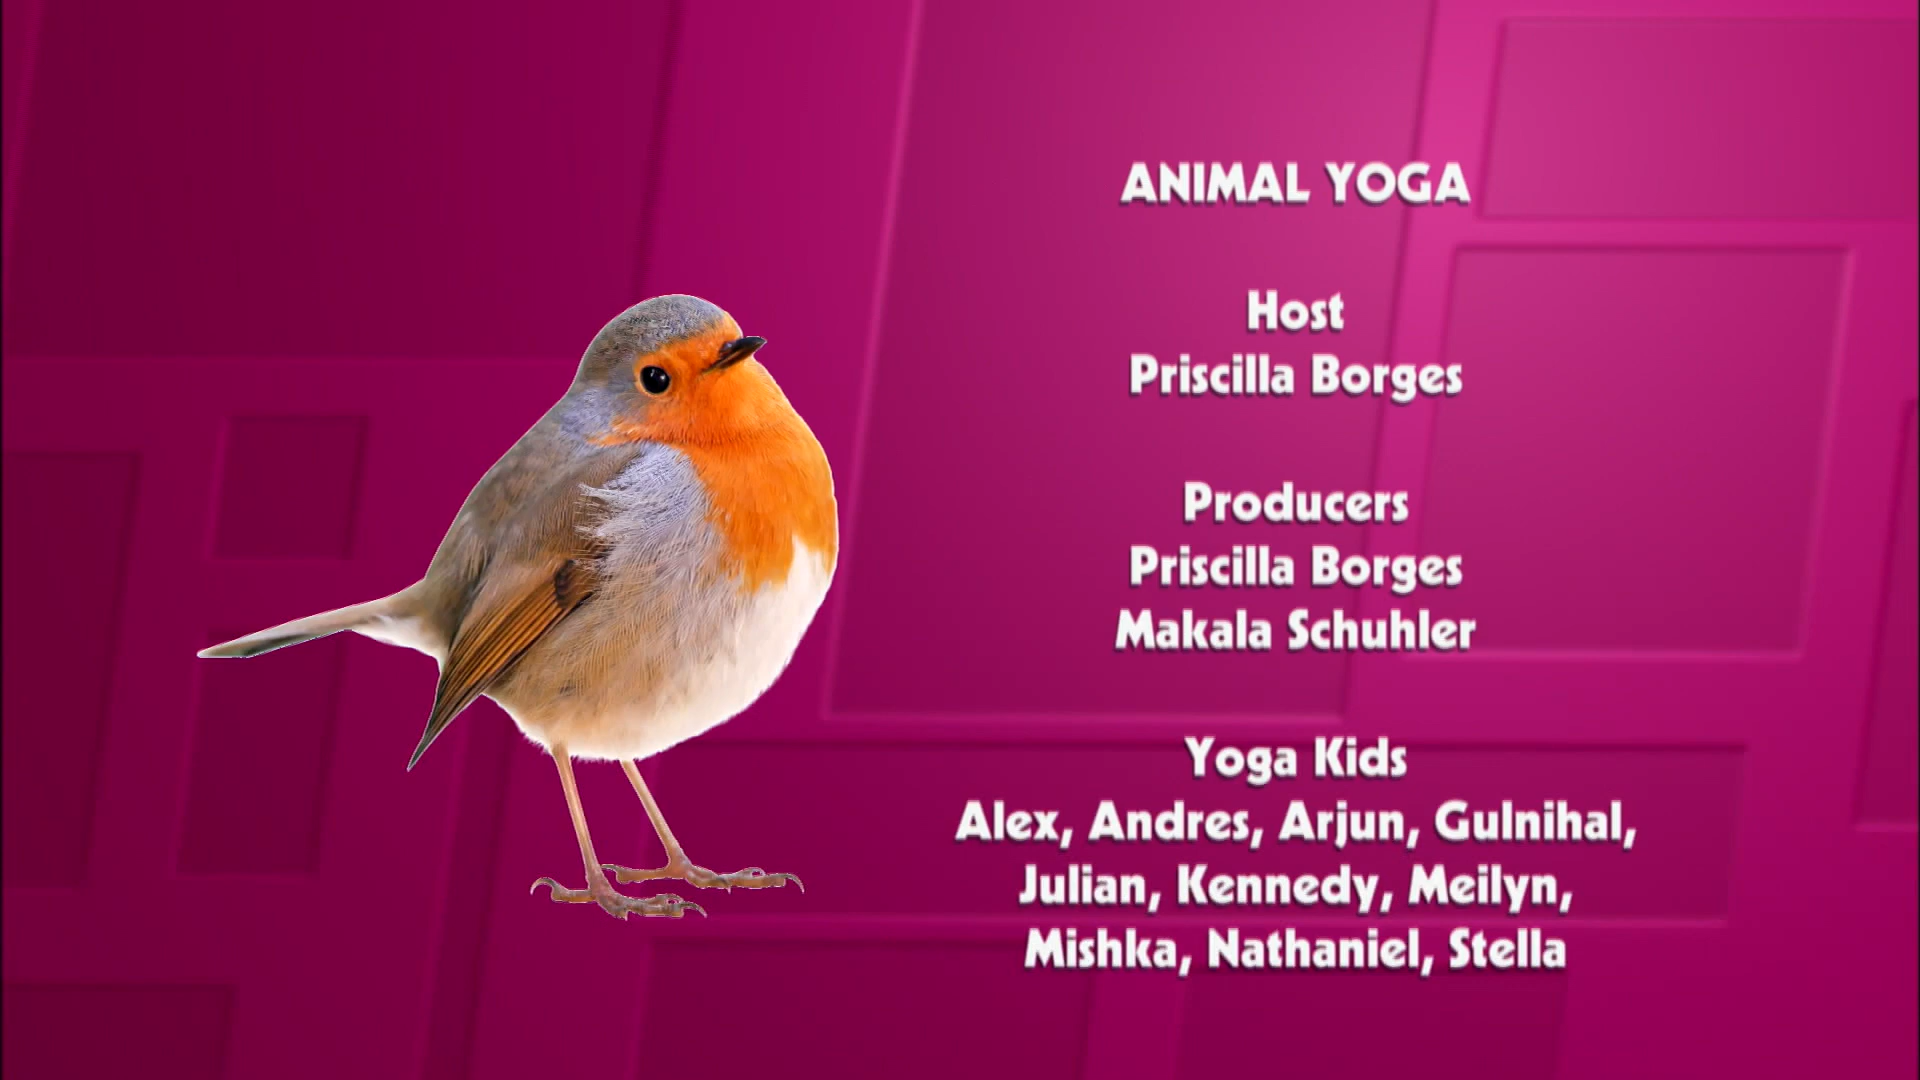 ANIMAL YOGA
Host
Priscilla Borges
Producers
Priscilla Borges
Makala Schuhler
Yoga Kids
Alex, Andres, Arjun, Gulnihal,
Julian, Kennedy, Meilyn,
Mishka, Nathaniel, Stella